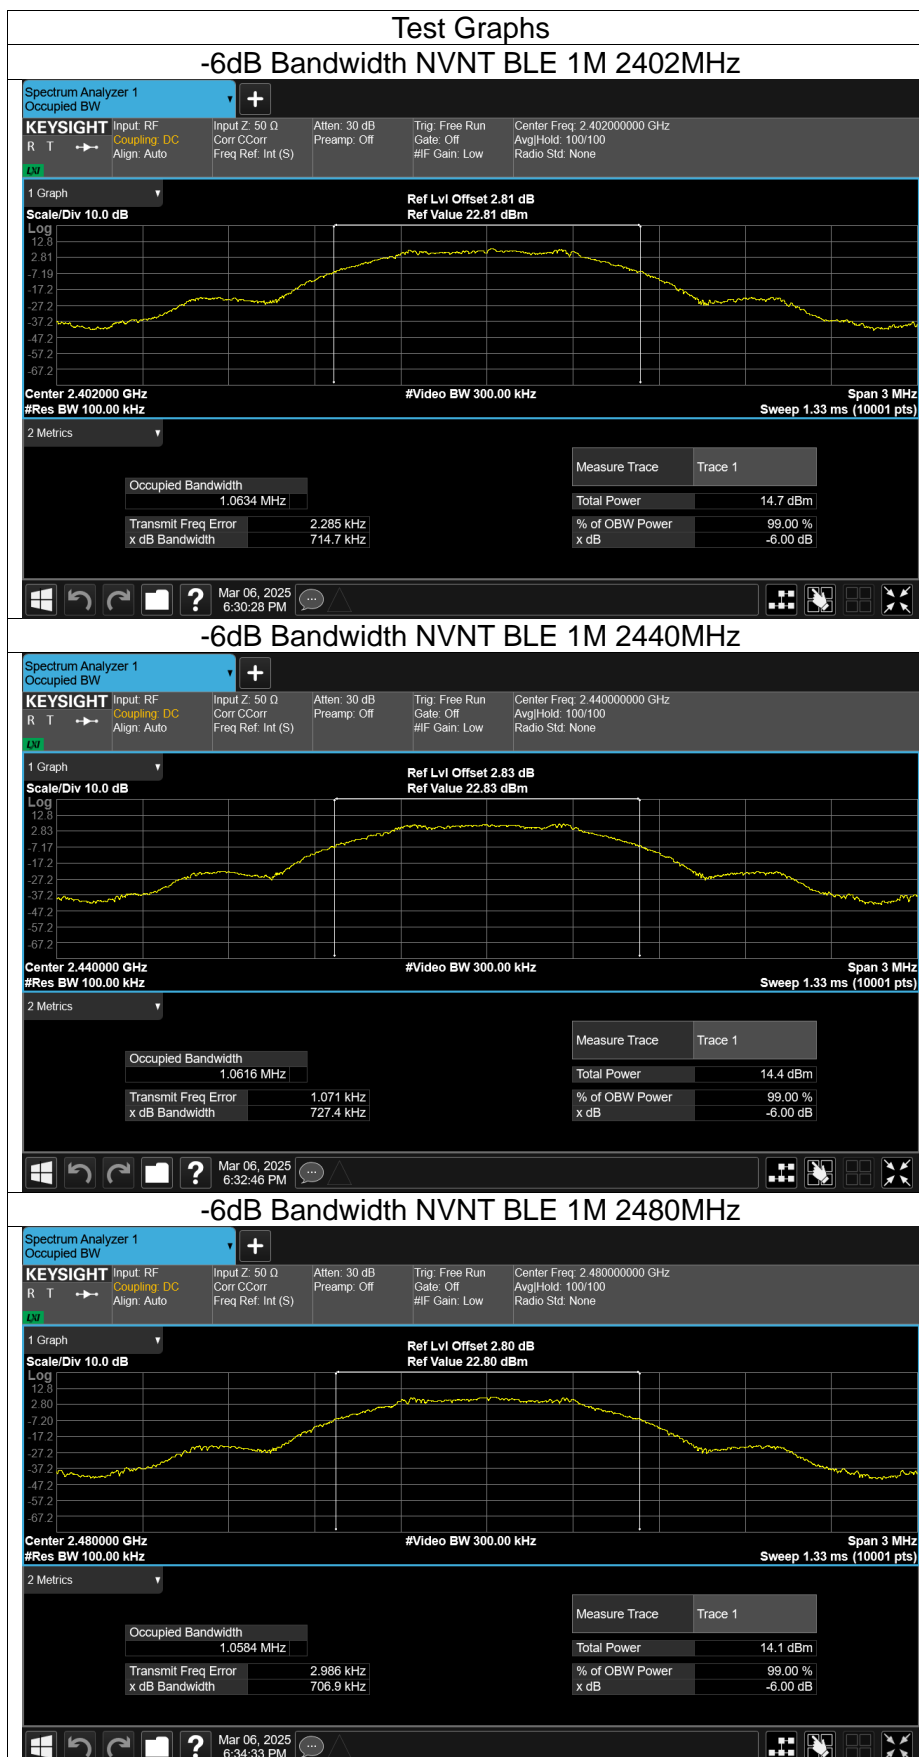 Test Graphs
-6dB Bandwidth NVNT BLE 1M 2402MHz
Spectrum Analyzer 1
Occupied BW
KEYSIGHT Input: RF Input Z: 50 Ω Atten: 30 dB Trig: Free Run Center Freq: 2.402000000 GHz
R T Coupling: DC Corr CCorr Preamp: Off Gate: Off Avg|Hold: 100/100
Align: Auto Freq Ref: Int (S) #IF Gain: Low Radio Std: None
LXI
1 Graph
Ref Lvl Offset 2.81 dB
Scale/Div 10.0 dB Ref Value 22.81 dBm
Log
12.8
2.81
-7.19
-17.2
-27.2
-37.2
-47.2
-57.2
-67.2
Center 2.402000 GHz #Video BW 300.00 kHz Span 3 MHz
#Res BW 100.00 kHz Sweep 1.33 ms (10001 pts)
2 Metrics
Measure Trace Trace 1
Occupied Bandwidth
1.0634 MHz Total Power 14.7 dBm
Transmit Freq Error 2.285 kHz % of OBW Power 99.00 %
x dB Bandwidth 714.7 kHz x dB -6.00 dB
Mar 06, 2025
6:30:28 PM
-6dB Bandwidth NVNT BLE 1M 2440MHz
Spectrum Analyzer 1
Occupied BW
KEYSIGHT Input: RF Input Z: 50 Ω Atten: 30 dB Trig: Free Run Center Freq: 2.440000000 GHz
R T Coupling: DC Corr CCorr Preamp: Off Gate: Off Avg|Hold: 100/100
Align: Auto Freq Ref: Int (S) #IF Gain: Low Radio Std: None
LXI
1 Graph
Ref Lvl Offset 2.83 dB
Scale/Div 10.0 dB Ref Value 22.83 dBm
Log
12.8
2.83
-7.17
-17.2
-27.2
-37.2
-47.2
-57.2
-67.2
Center 2.440000 GHz #Video BW 300.00 kHz Span 3 MHz
#Res BW 100.00 kHz Sweep 1.33 ms (10001 pts)
2 Metrics
Measure Trace Trace 1
Occupied Bandwidth
1.0616 MHz Total Power 14.4 dBm
Transmit Freq Error 1.071 kHz % of OBW Power 99.00 %
x dB Bandwidth 727.4 kHz x dB -6.00 dB
Mar 06, 2025
6:32:46 PM
-6dB Bandwidth NVNT BLE 1M 2480MHz
Spectrum Analyzer 1
Occupied BW
KEYSIGHT Input: RF Input Z: 50 Ω Atten: 30 dB Trig: Free Run Center Freq: 2.480000000 GHz
R T Coupling: DC Corr CCorr Preamp: Off Gate: Off Avg|Hold: 100/100
Align: Auto Freq Ref: Int (S) #IF Gain: Low Radio Std: None
LXI
1 Graph
Ref Lvl Offset 2.80 dB
Scale/Div 10.0 dB Ref Value 22.80 dBm
Log
12.8
2.80
-7.20
-17.2
-27.2
-37.2
-47.2
-57.2
-67.2
Center 2.480000 GHz #Video BW 300.00 kHz Span 3 MHz
#Res BW 100.00 kHz Sweep 1.33 ms (10001 pts)
2 Metrics
Measure Trace Trace 1
Occupied Bandwidth
1.0584 MHz Total Power 14.1 dBm
Transmit Freq Error 2.986 kHz % of OBW Power 99.00 %
x dB Bandwidth 706.9 kHz x dB -6.00 dB
Mar 06, 2025
6:34:33 PM